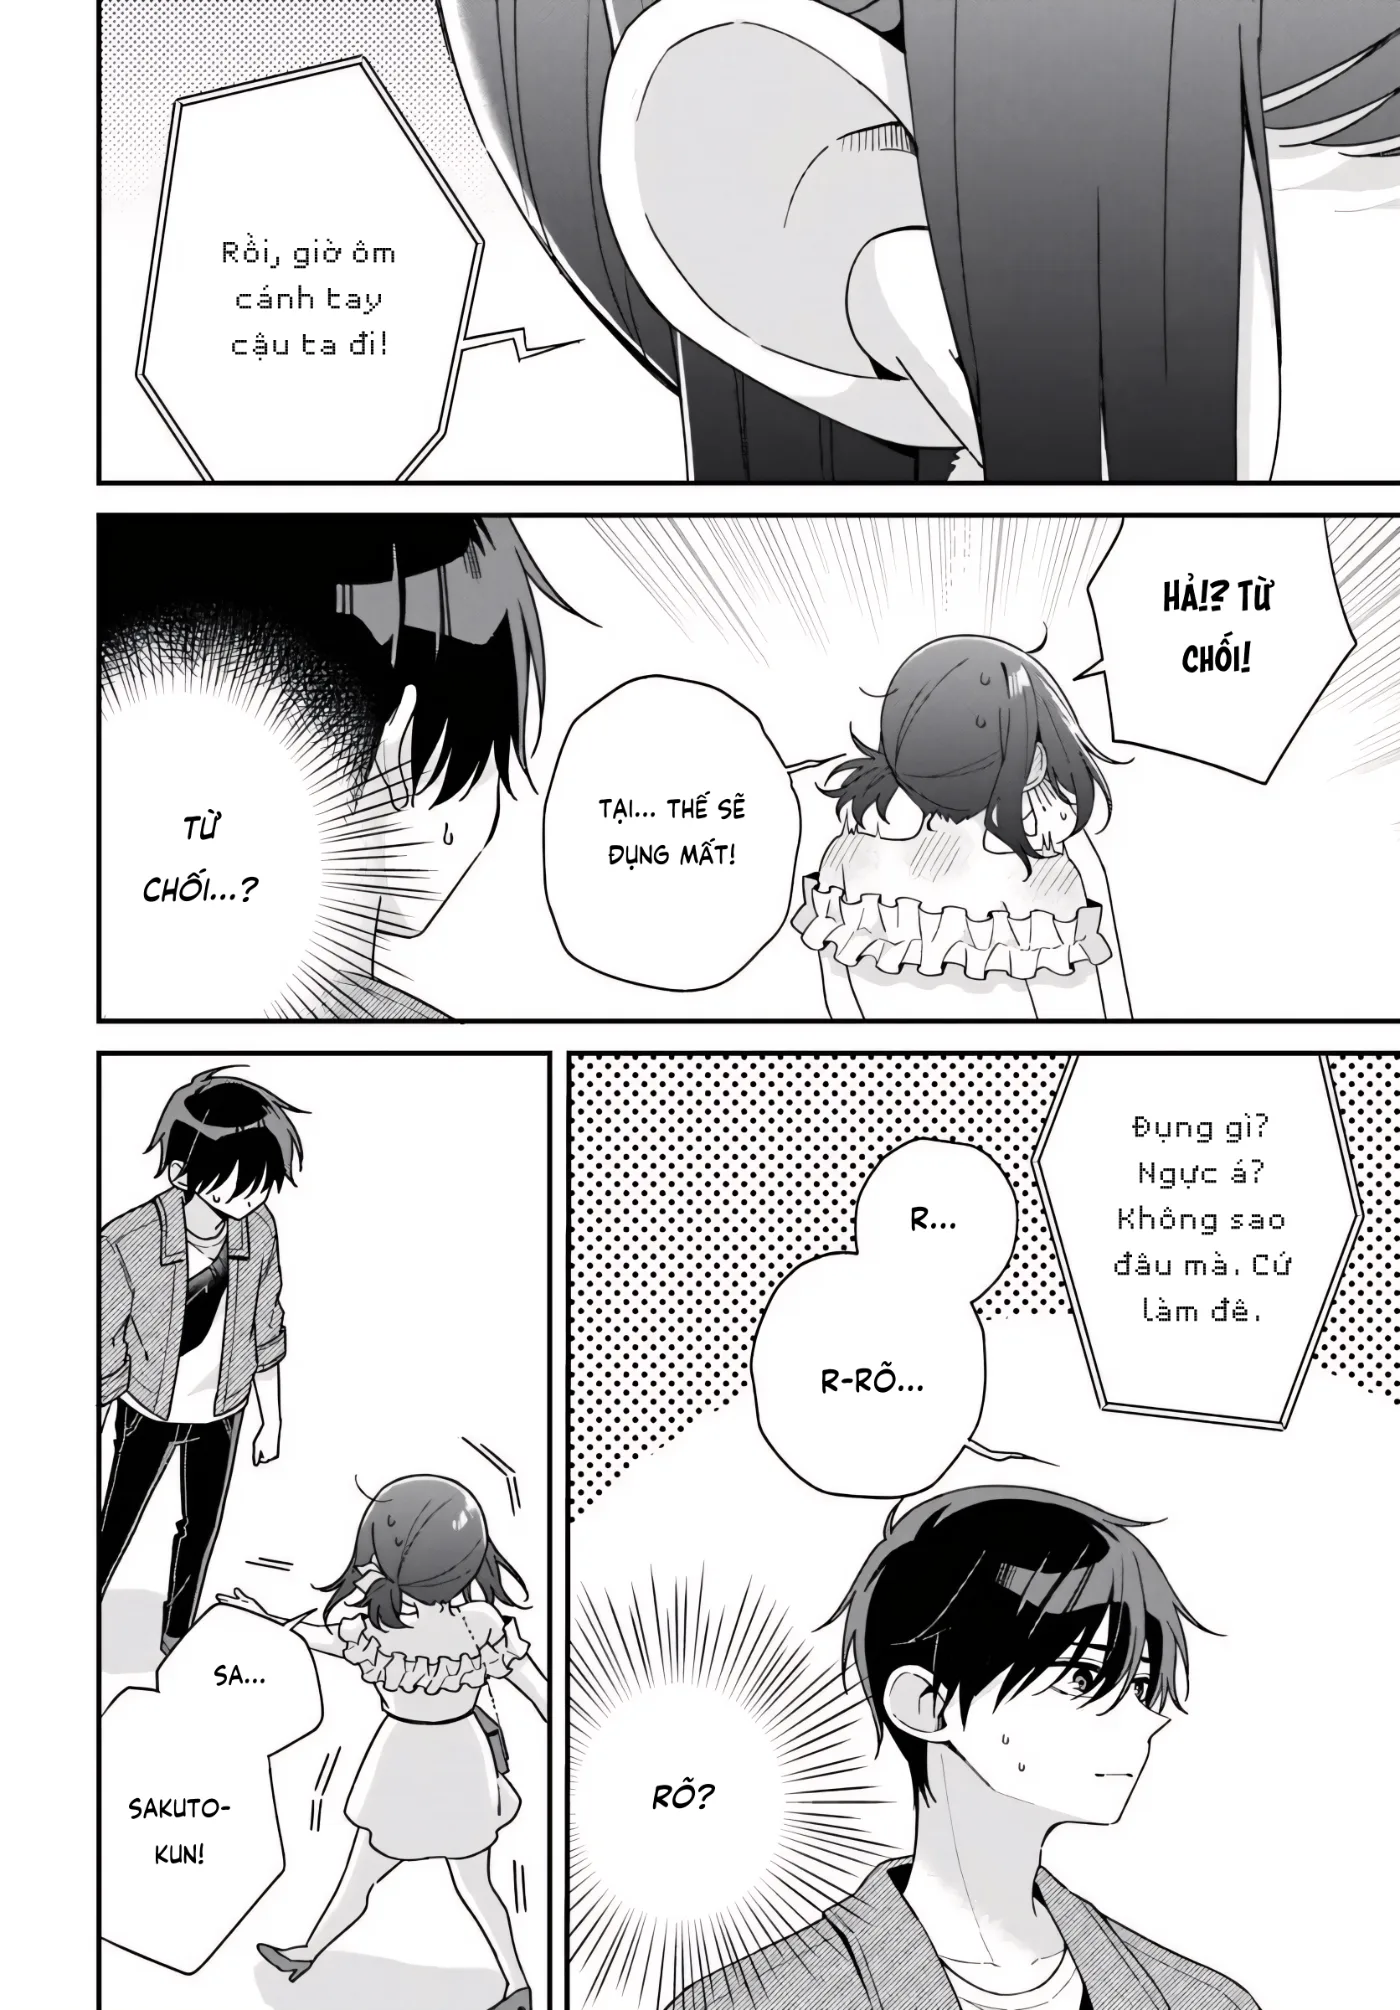 Rồi, giờ ôm
cánh tay
cậu ta đi!
HẢ!? TỪ
CHỐI!
TẠI... THẾ SẼ
ĐỤNG MẤT!
TỪ
CHỐI...?
Đụng gì?
Ngực á?
Không sao
đâu mà. Cứ
làm đê.
R...
R-RÕ...
RÕ?
SA...
SAKUTO-
KUN!